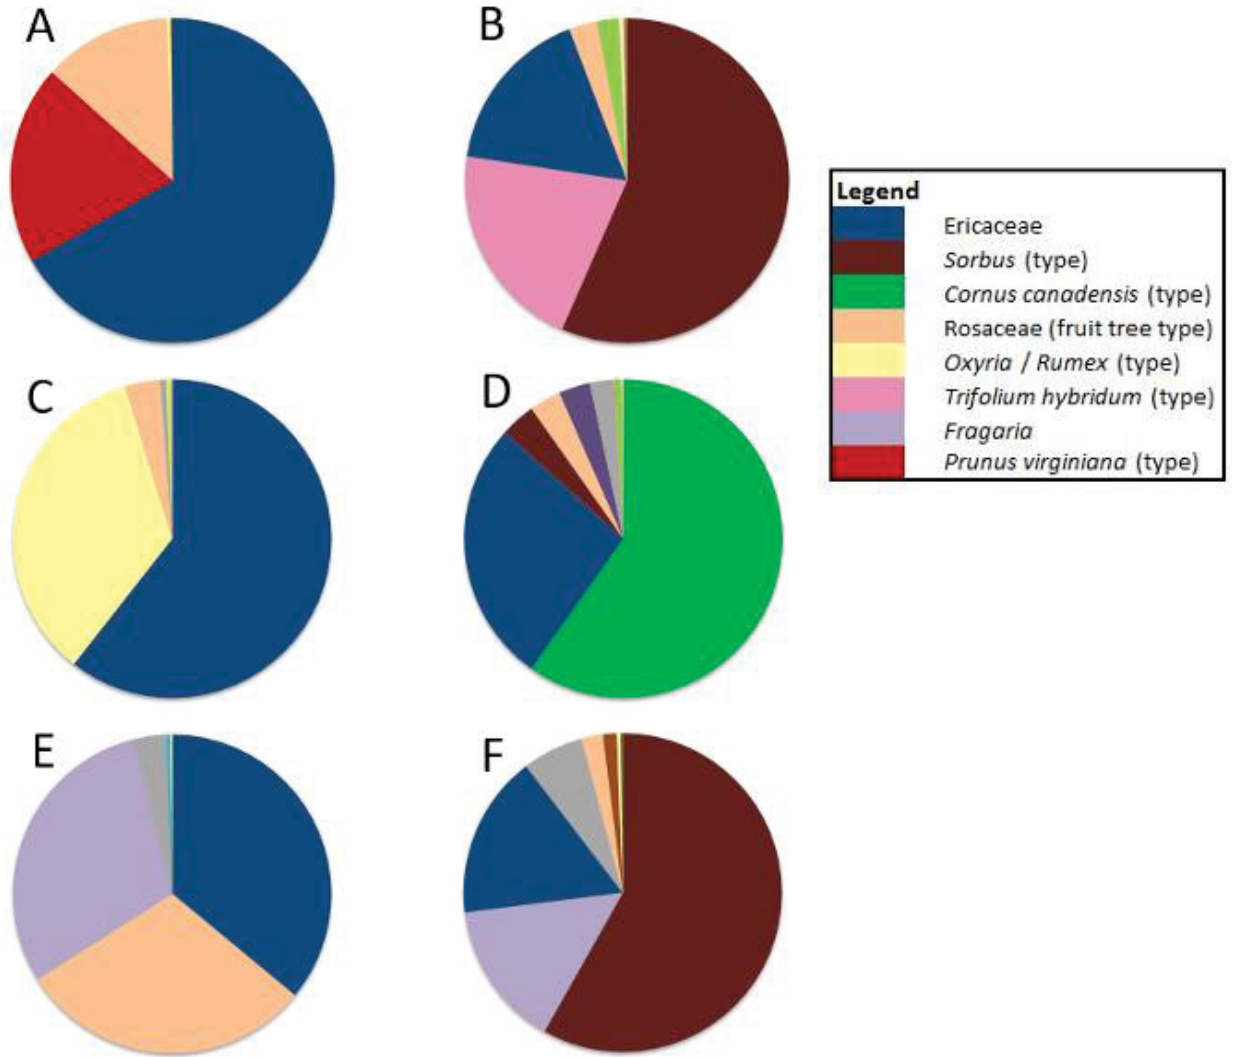 A
B
C
D
E
F
Legend
Ericaceae
Sorbus (type)
Cornus canadensis (type)
Rosaceae (fruit tree type)
Oxyria / Rumex (type)
Trifolium hybridum (type)
Fragaria
Prunus virginiana (type)